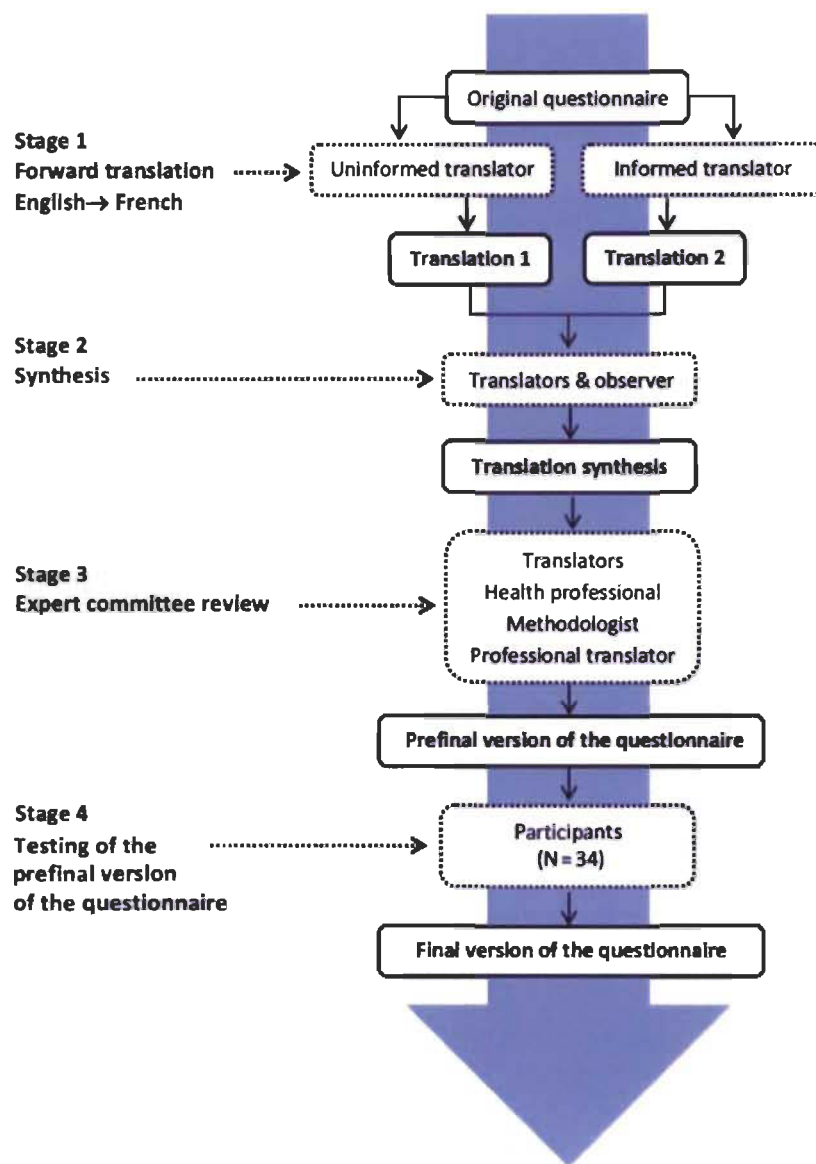 Original questionnaire
Stage 1
Forward translation
English→ French
Uninformed translator
Informed translator
Translation 1
Translation 2
Stage 2
Synthesis
Translators & observer
Translation synthesis
Stage 3
Expert committee review
Translators
Health professional
Methodologist
Professional translator
Prefinal version of the questionnaire
Stage 4
Testing of the
prefinal version
of the questionnaire
Participants
(N = 34)
Final version of the questionnaire